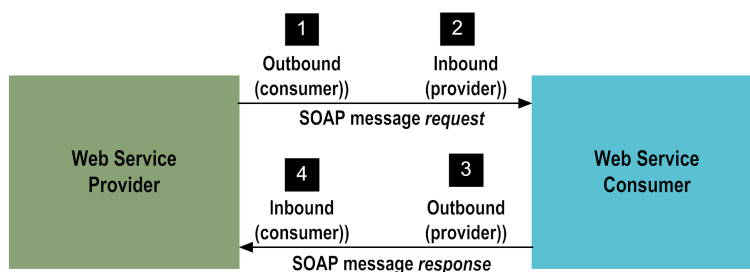 1
2
Outbound
(consumer))
Inbound
(provider))
SOAP message request
Web Service
Provider
Web Service
Consumer
4
3
Inbound
(consumer))
Outbound
(provider))
SOAP message response